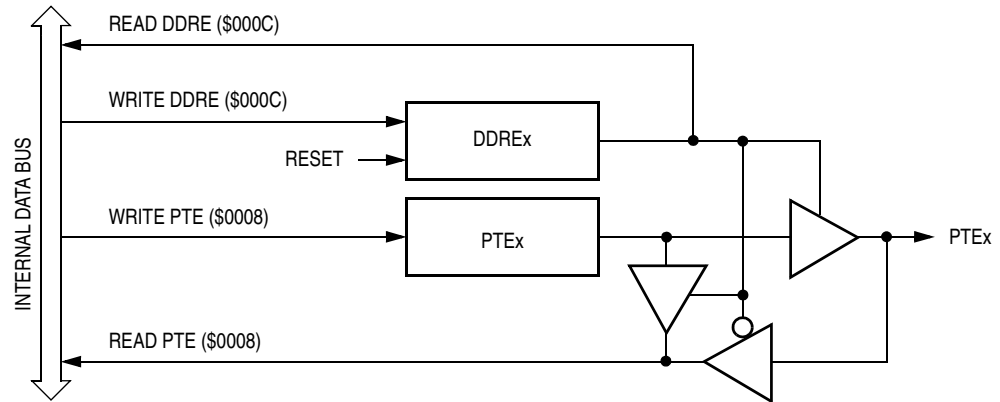 READ DDRE ($000C)
WRITE DDRE ($000C)
DDREx
RESET
INTERNAL DATA BUS
WRITE PTE ($0008)
PTEx
PTEx
READ PTE ($0008)